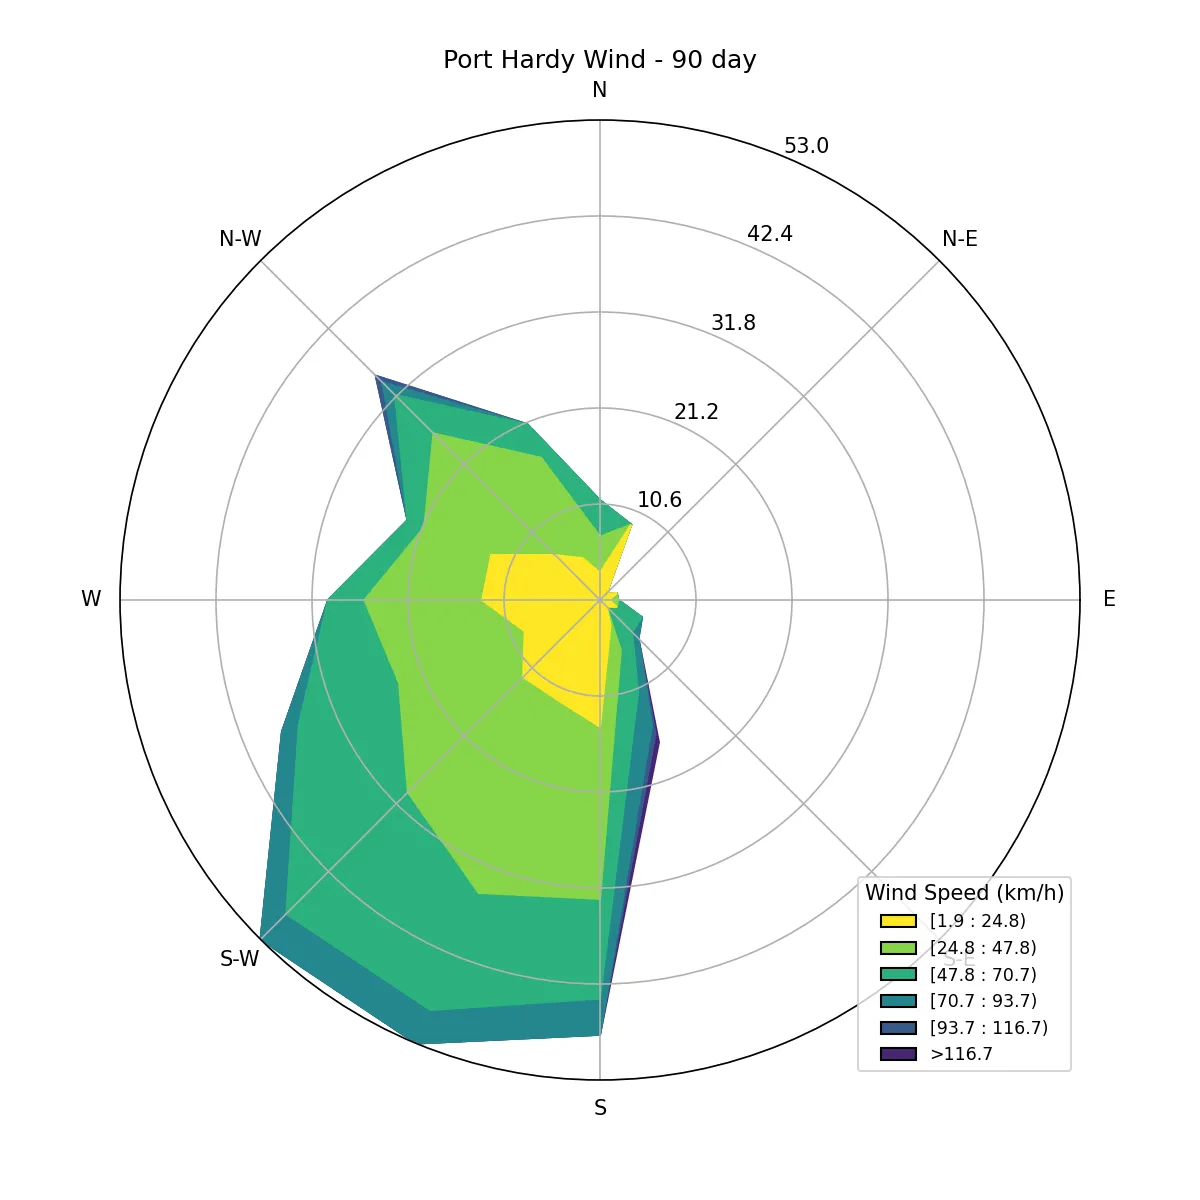 Port Hardy Wind - 90 day
N
53.0
42.4
N-W
N-E
31.8
21.2
10.6
W
E
Wind Speed (km/h)
[1.9 : 24.8)
[24.8 : 47.8)
S-W
S-E
[47.8 : 70.7)
[70.7 : 93.7)
[93.7 : 116.7)
>116.7
S